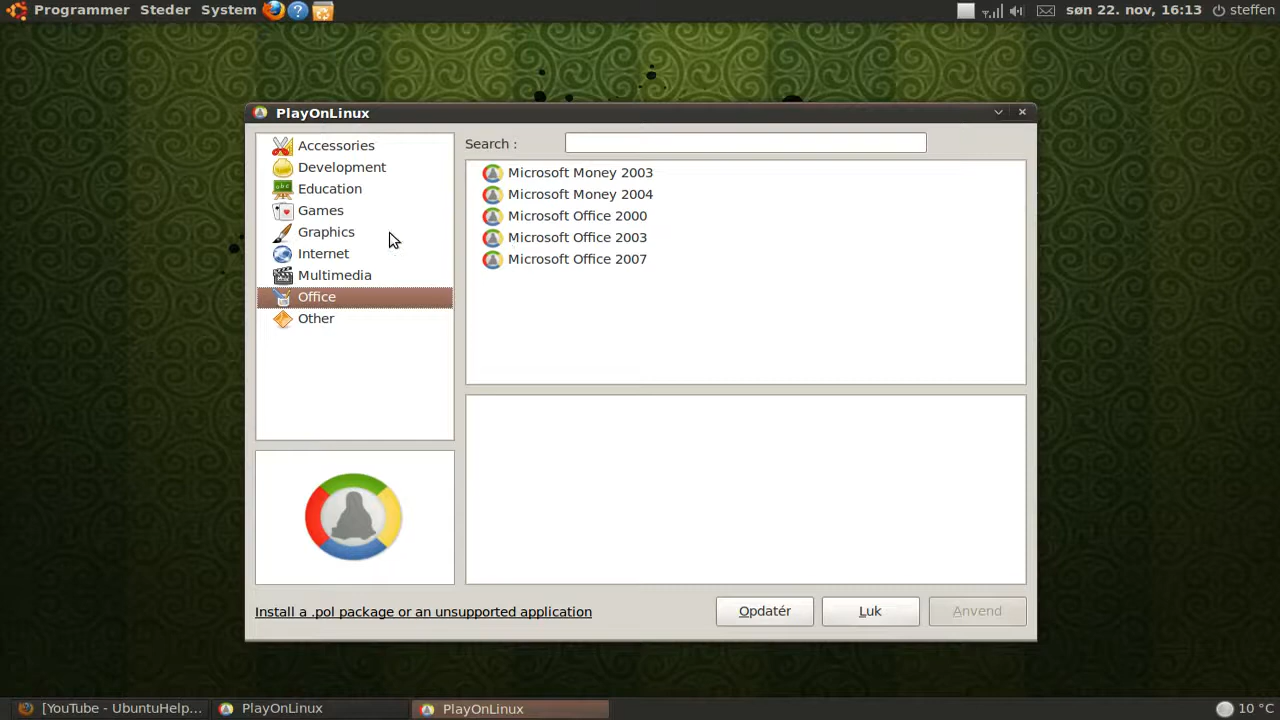 Programmer Steder System søn 22. nov, 16:13 steffen
PlayOnLinux
Accessories
Development
Education
Games
Graphics
Internet
Multimedia
Office
Other
Search :
Microsoft Money 2003
Microsoft Money 2004
Microsoft Office 2000
Microsoft Office 2003
Microsoft Office 2007
Install a .pol package or an unsupported application
Opdatér Luk Anvend
[YouTube - UbuntuHelp... PlayOnLinux PlayOnLinux 10 °C